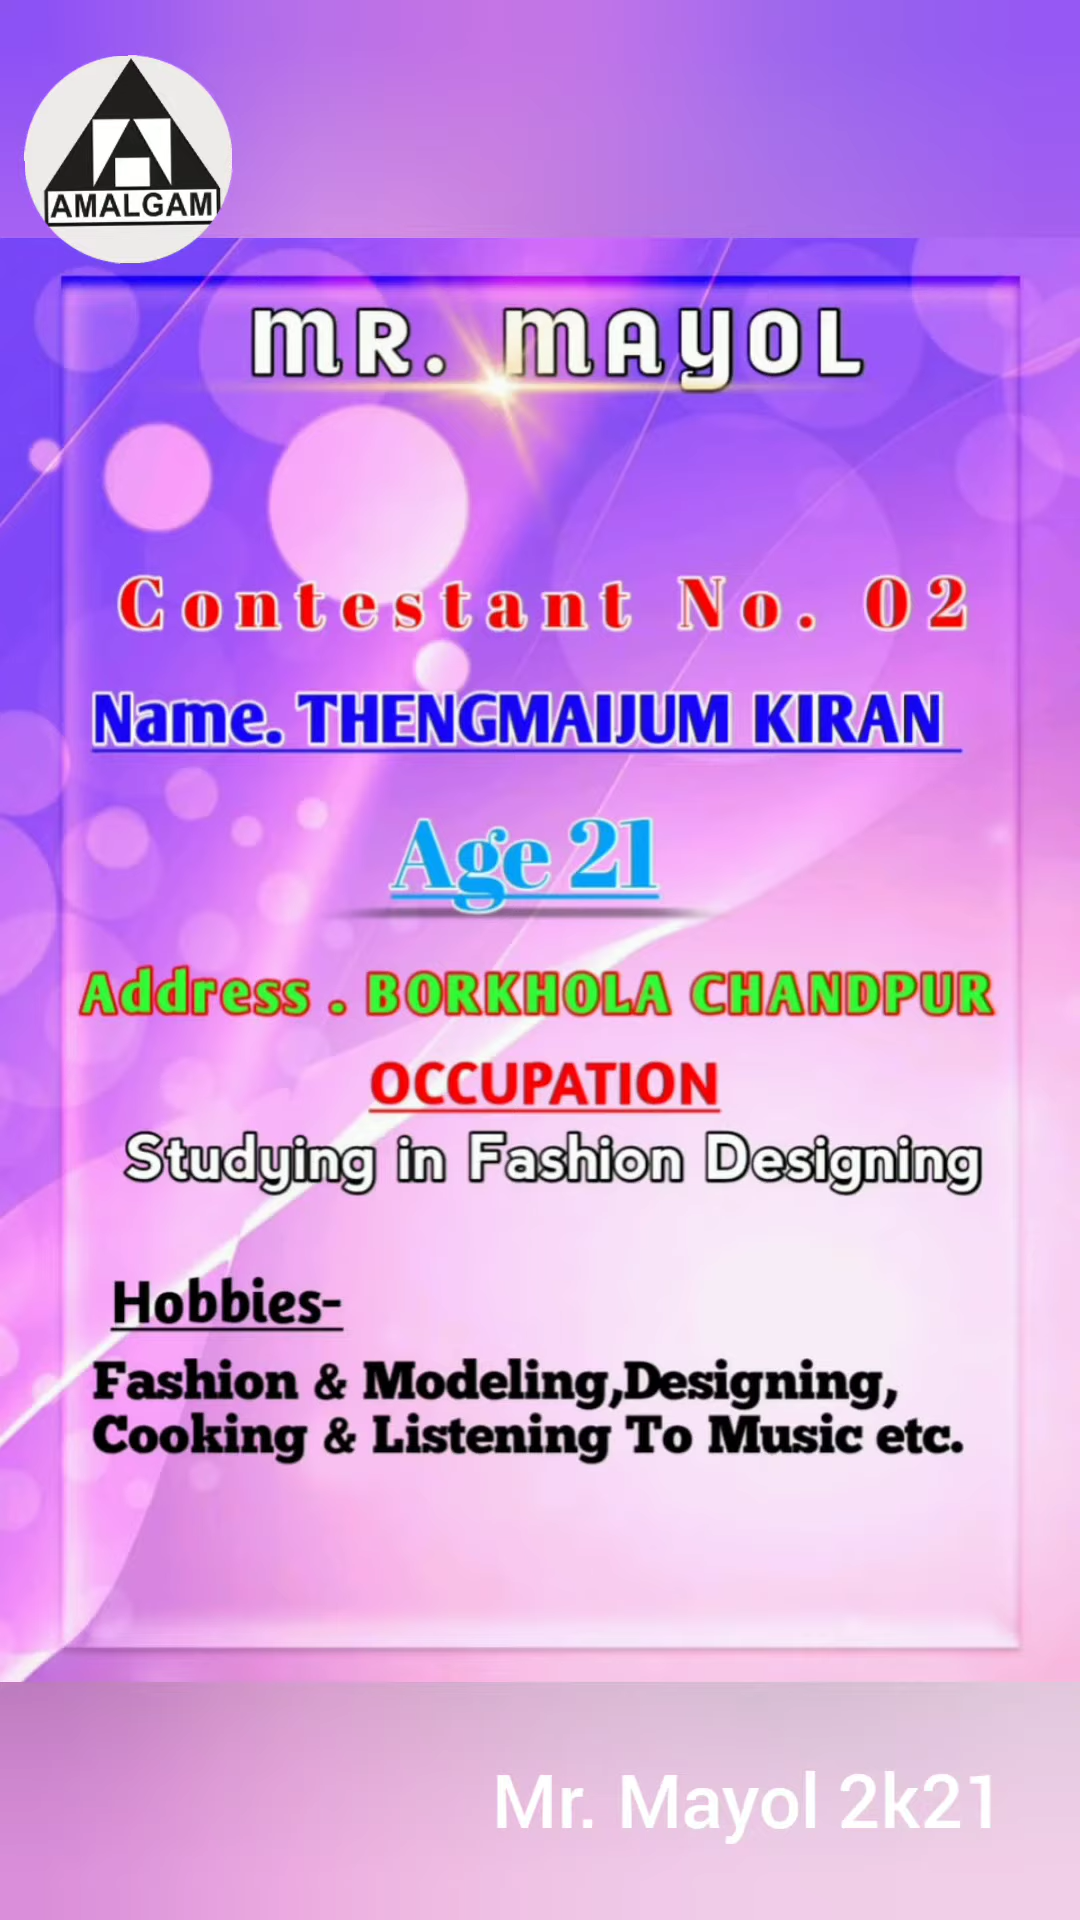 AMALGAM
MR. MAYOL
Contestant No. 02
Name. THENGMAIJUM KIRAN
Age 21
Address . BORKHOLA CHANDPUR
OCCUPATION
Studying in Fashion Designing
Hobbies-
Fashion & Modeling,Designing,
Cooking & Listening To Music etc.
Mr. Mayol 2k21